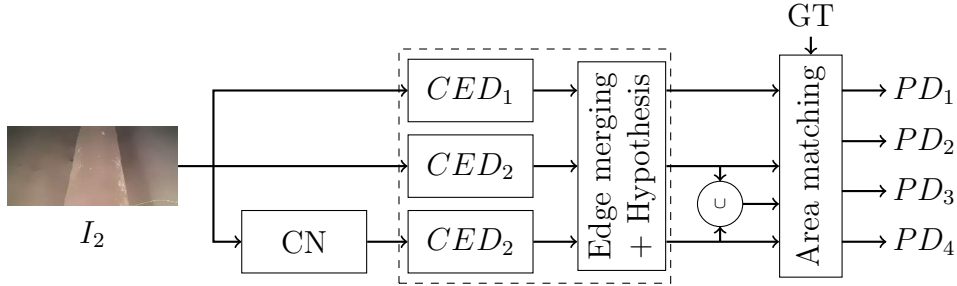 GT
CED₁
CED₂
CN
CED₂
Edge merging
+ Hypothesis
∪
Area matching
PD₁
PD₂
PD₃
PD₄
I₂